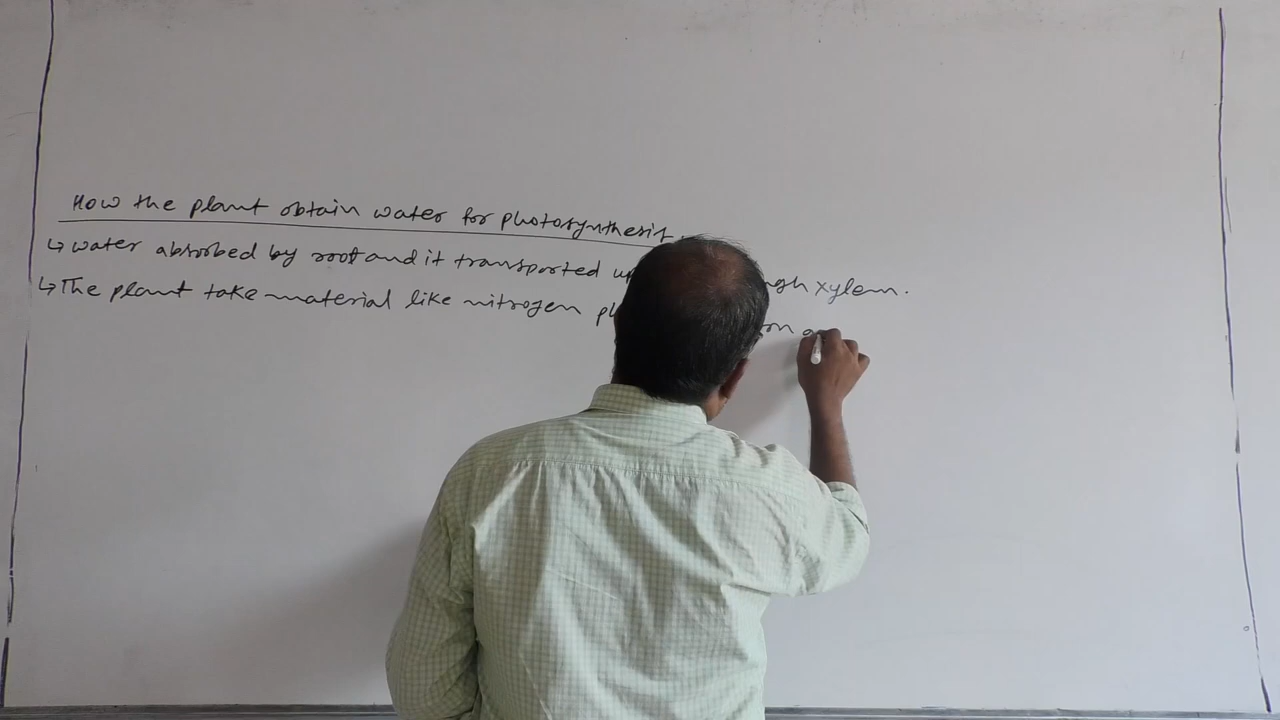 How the plant obtain water for photosynthesis.
↳ water absorbed by root and it transported xylem.
↳ The plant take material like nitrogen